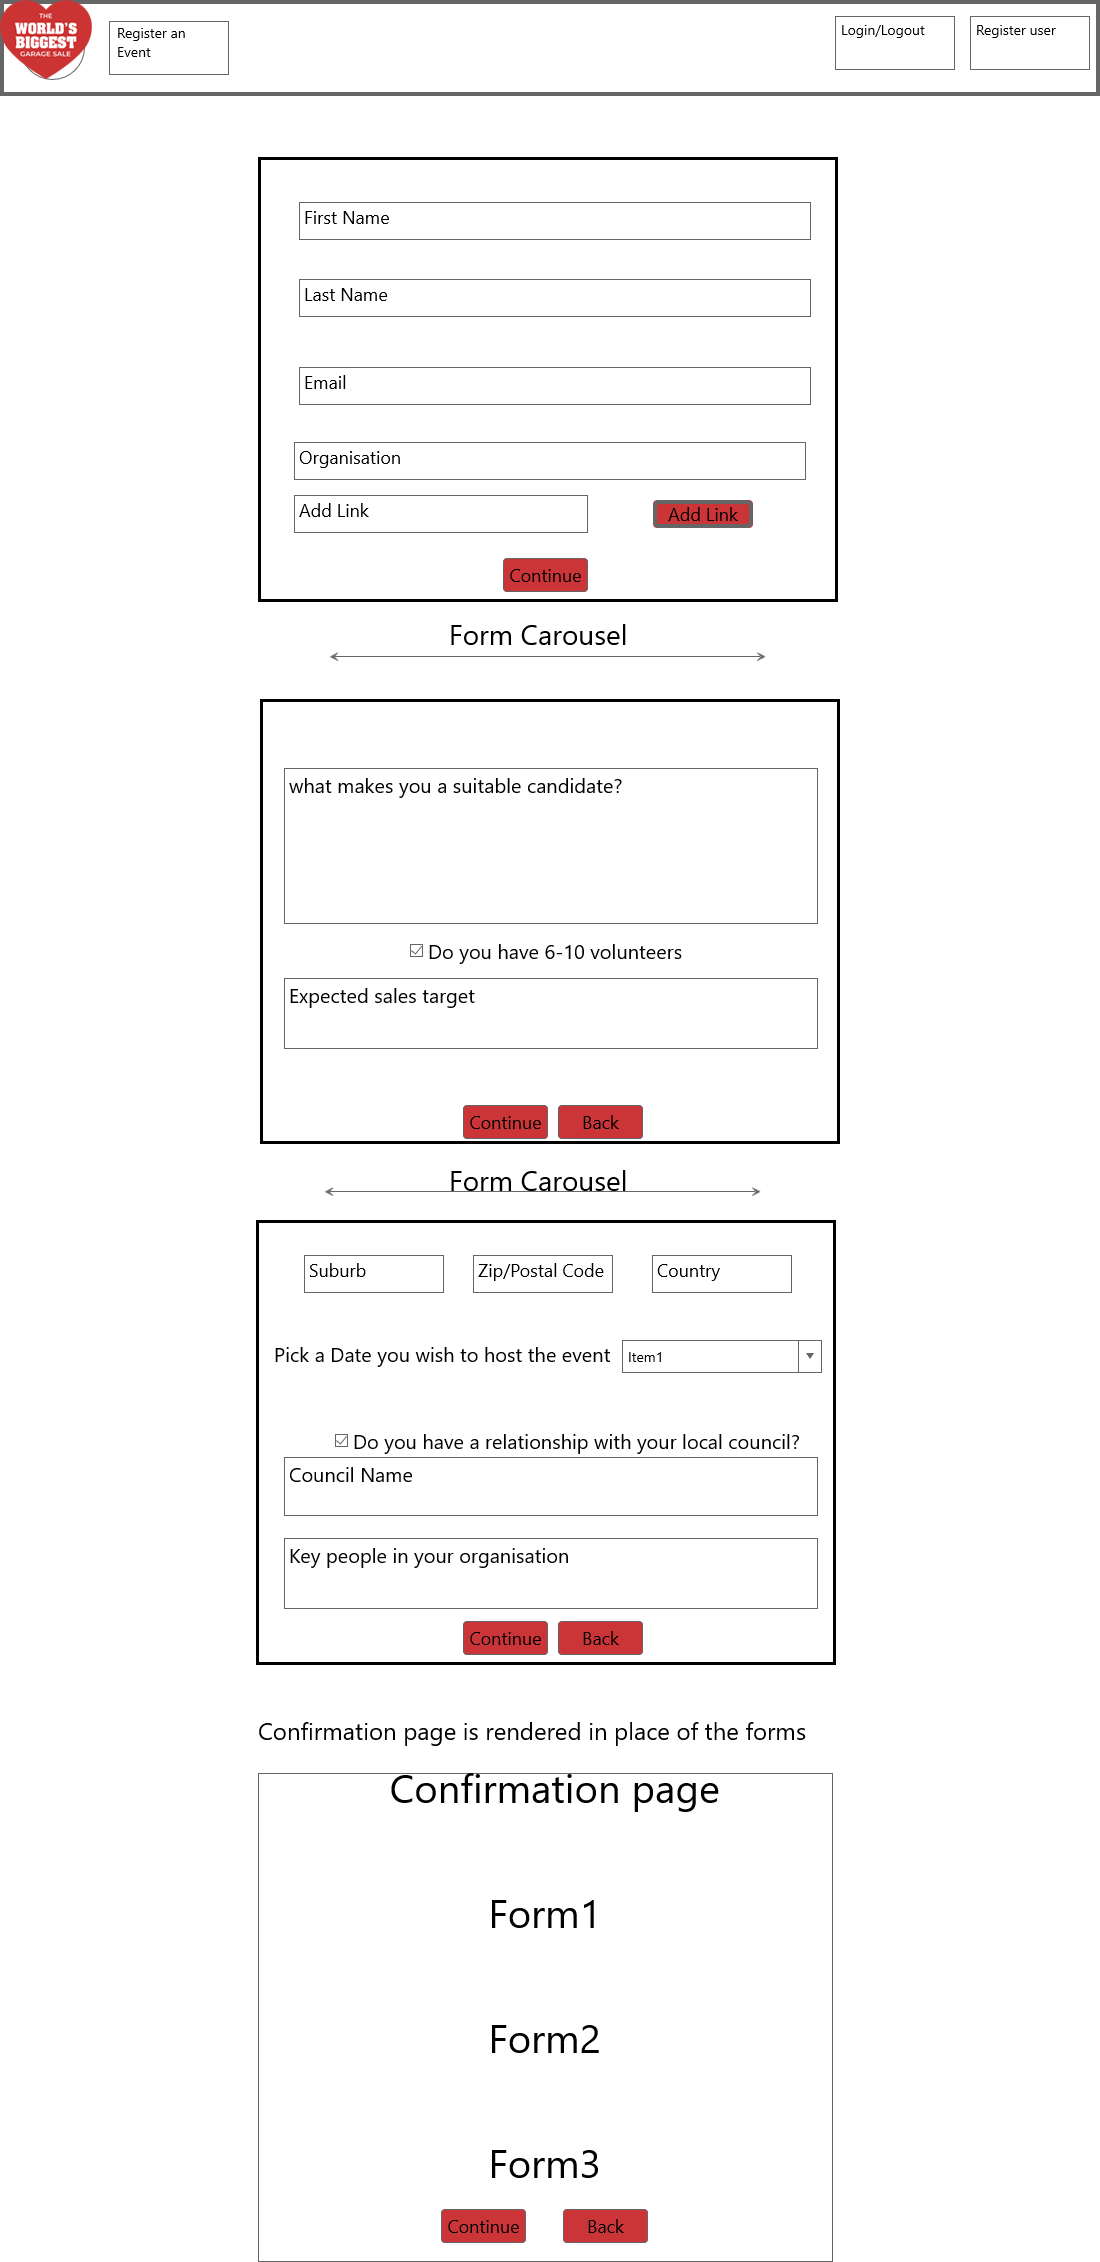 THE
WORLD'S
BIGGEST
GARAGE SALE
Register an
Event
Login/Logout
Register user
First Name
Last Name
Email
Organisation
Add Link
Add Link
Continue
Form Carousel
what makes you a suitable candidate?
Do you have 6-10 volunteers
Expected sales target
Continue
Back
Form Carousel
Suburb
Zip/Postal Code
Country
Pick a Date you wish to host the event
Item1
Do you have a relationship with your local council?
Council Name
Key people in your organisation
Continue
Back
Confirmation page is rendered in place of the forms
Confirmation page
Form1
Form2
Form3
Continue
Back